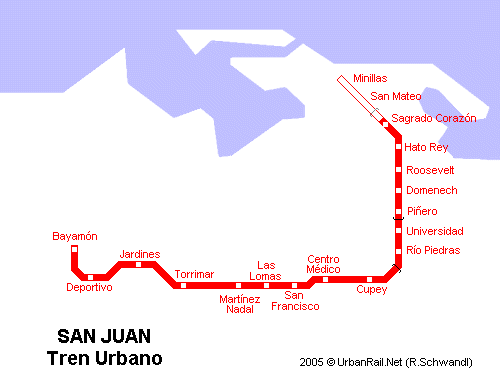 Minillas
San Mateo
Sagrado Corazón
Hato Rey
Roosevelt
Domenech
Piñero
Universidad
Río Piedras
Bayamón
Deportivo
Jardines
Torrimar
Martínez
Nadal
Las
Lomas
San
Francisco
Centro
Médico
Cupey
SAN JUAN
Tren Urbano
2005 © UrbanRail.Net (R.Schwandl)